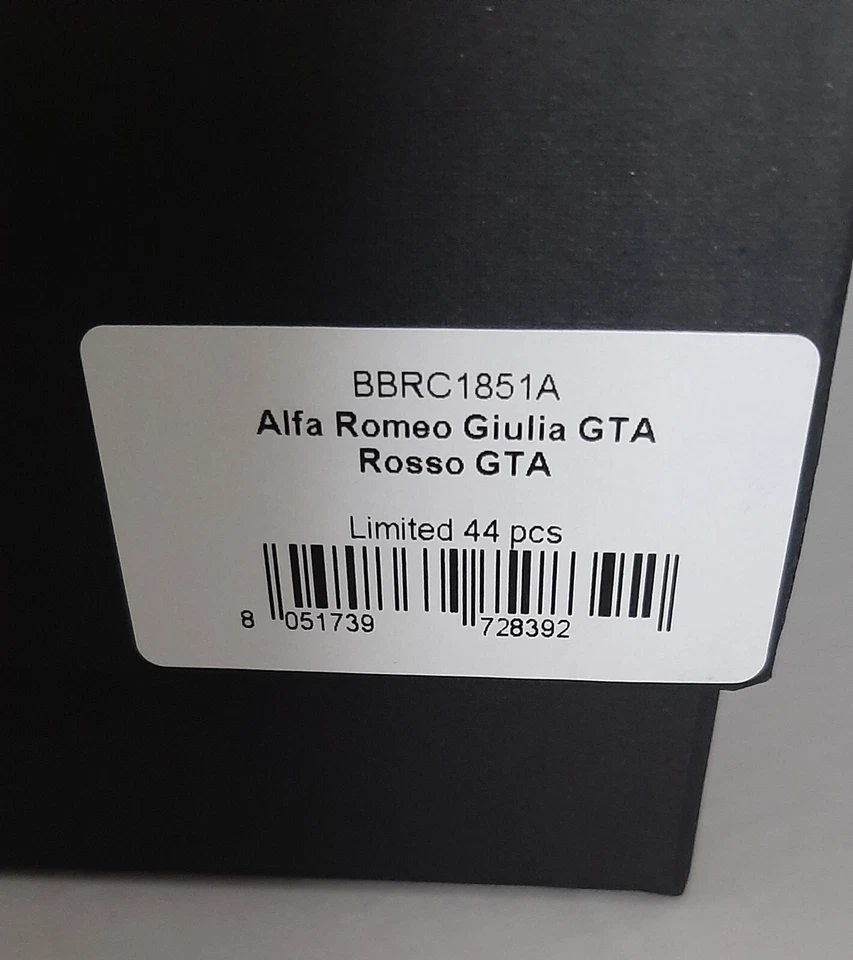 BBRC1851A
Alfa Romeo Giulia GTA
Rosso GTA
Limited 44 pcs
8 051739 728392